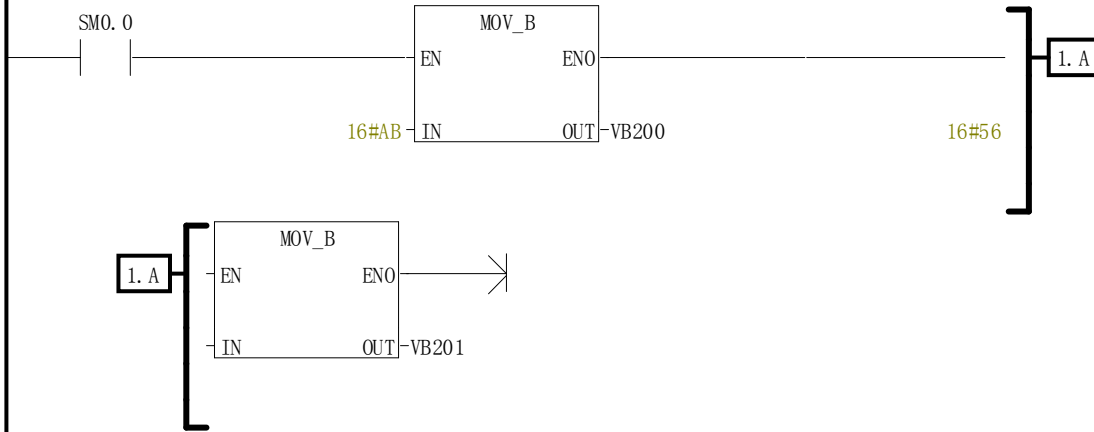 SM0.0
MOV_B
EN ENO 1.A
16#AB IN OUT VB200 16#56
MOV_B
1.A EN ENO
IN OUT VB201